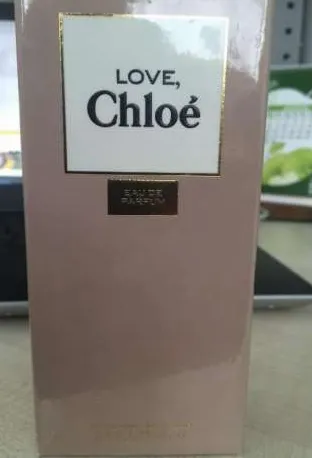 LOVE,
Chloé
EAU DE
PARFUM